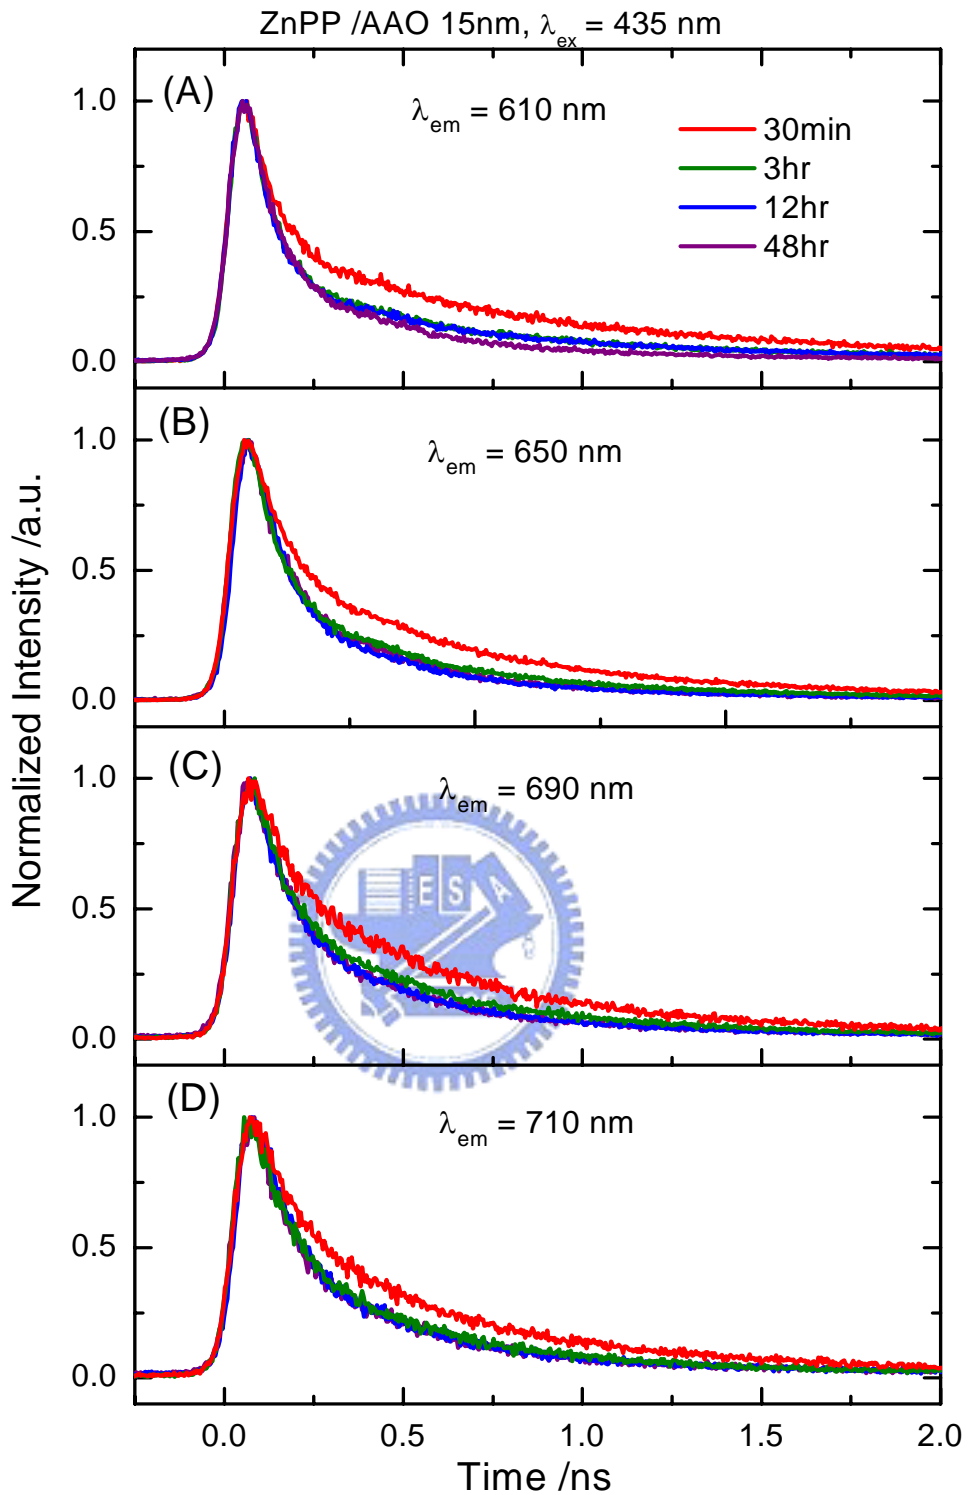 ZnPP /AAO 15nm, λex = 435 nm
(A)
λem = 610 nm
30min
3hr
12hr
48hr
1.0
0.5
0.0
(B)
λem = 650 nm
1.0
0.5
0.0
(C)
λem = 690 nm
1.0
0.5
0.0
E S A
(D)
λem = 710 nm
1.0
0.5
0.0
0.0 0.5 1.0 1.5 2.0
Time /ns
Normalized Intensity /a.u.